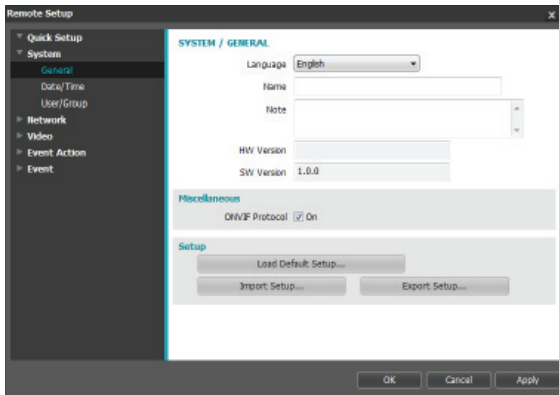 Remote Setup
x
Quick Setup
System
General
Date/Time
User/Group
Network
Video
Event Action
Event
SYSTEM / GENERAL
Language English
Name
Note
HW Version
SW Version 1.0.0
Miscellaneous
ONVIF Protocol On
Setup
Load Default Setup...
Import Setup... Export Setup...
OK Cancel Apply